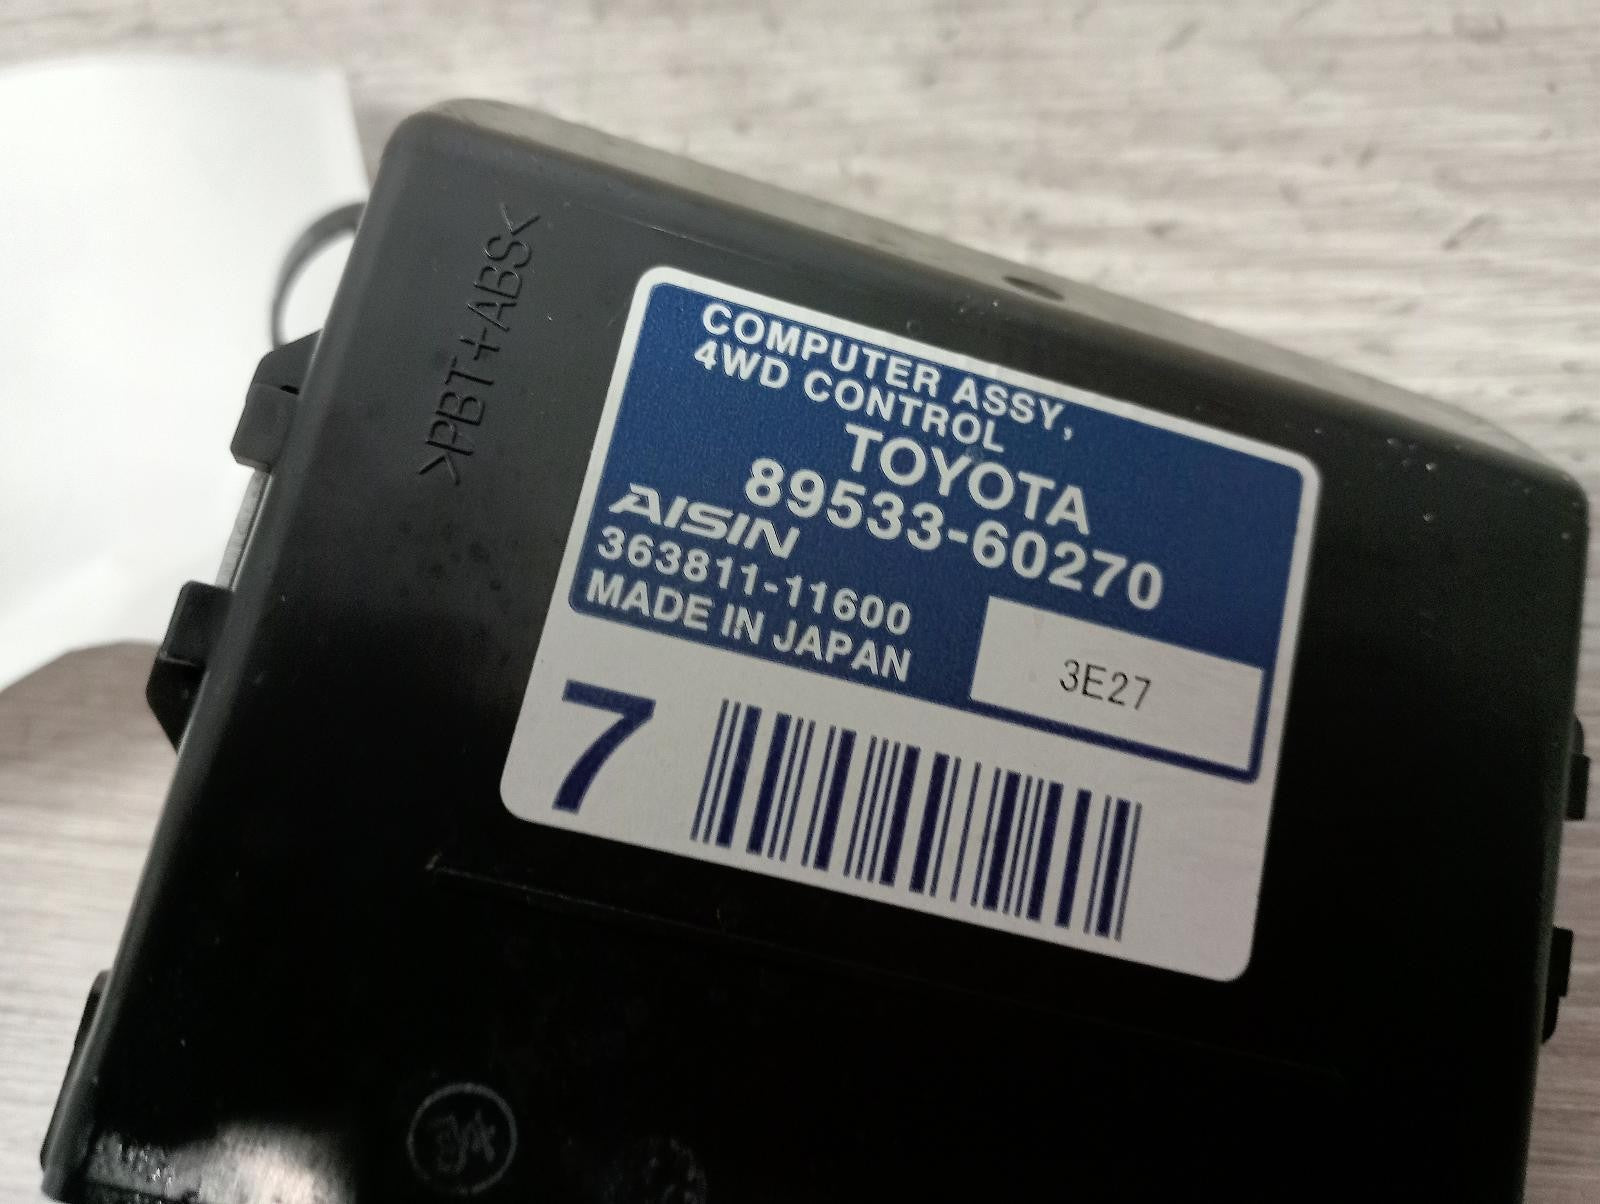 >PBT+ABS<
COMPUTER ASSY,
4WD CONTROL
TOYOTA
89533-60270
AISIN
363811-11600
MADE IN JAPAN
3E27
7